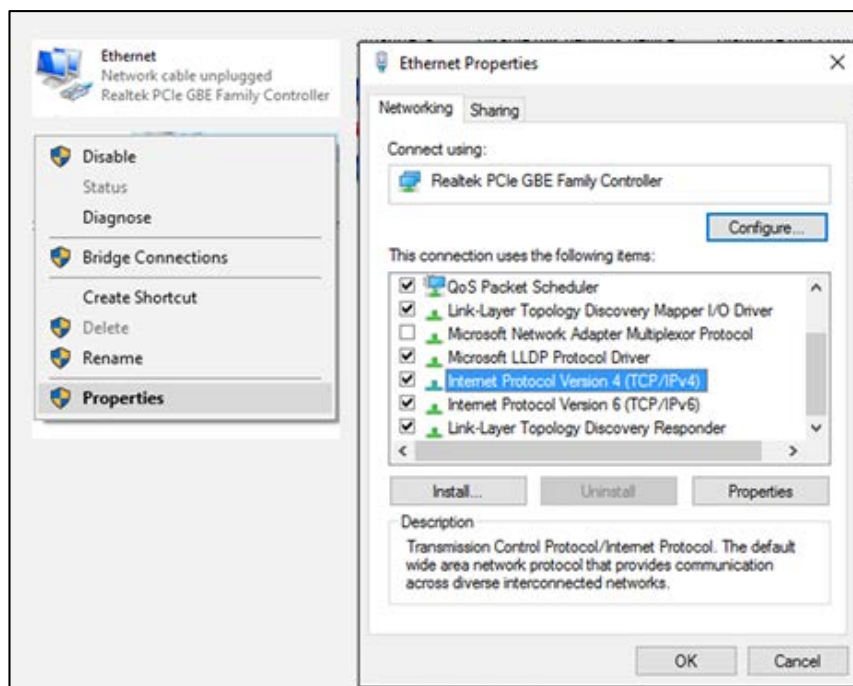 Ethernet
Network cable unplugged
Realtek PCIe GBE Family Controller
Disable
Status
Diagnose
Bridge Connections
Create Shortcut
Delete
Rename
Properties
Ethernet Properties
Networking
Sharing
Connect using:
Realtek PCIe GBE Family Controller
Configure...
This connection uses the following items:
QoS Packet Scheduler
Link-Layer Topology Discovery Mapper I/O Driver
Microsoft Network Adapter Multiplexor Protocol
Microsoft LLDP Protocol Driver
Internet Protocol Version 4 (TCP/IPv4)
Internet Protocol Version 6 (TCP/IPv6)
Link-Layer Topology Discovery Responder
Install...
Uninstall
Properties
Description
Transmission Control Protocol/Internet Protocol. The default
wide area network protocol that provides communication
across diverse interconnected networks.
OK
Cancel